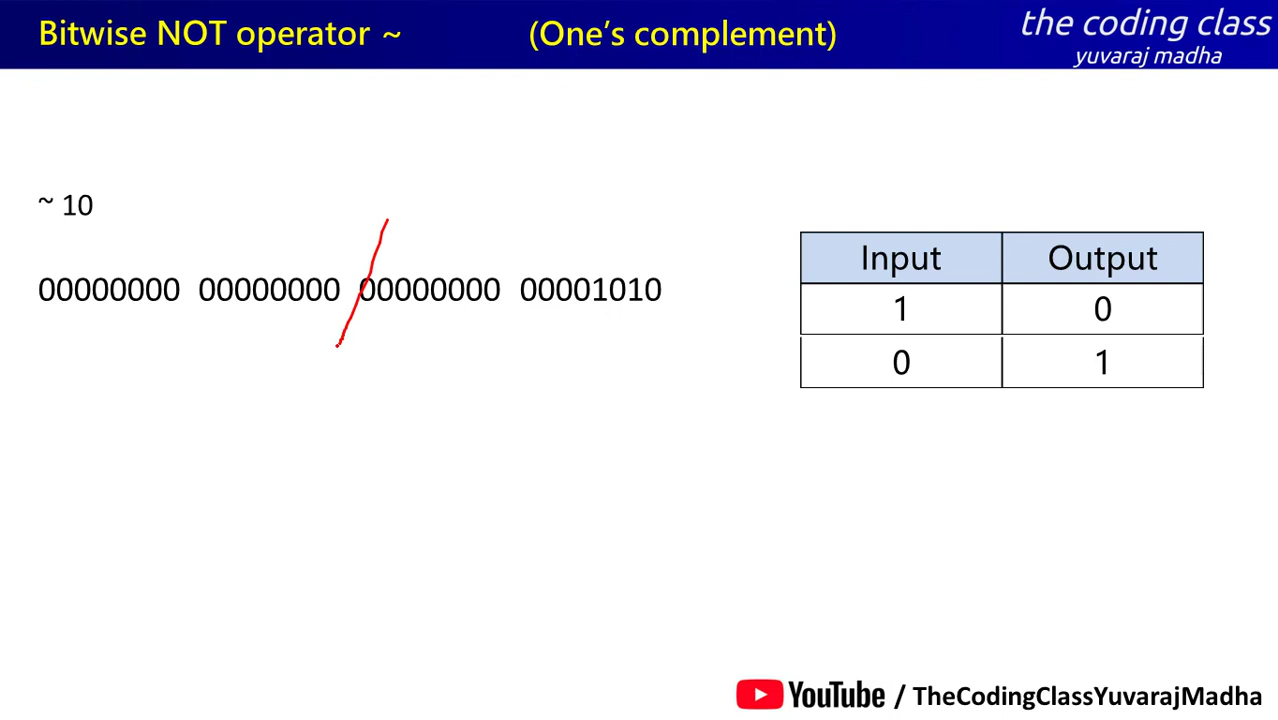 Bitwise NOT operator ~ (One's complement)
the coding class
yuvaraj madha
~ 10
00000000 00000000 00000000 00001010
Input Output
1 0
0 1
YouTube / TheCodingClassYuvarajMadha